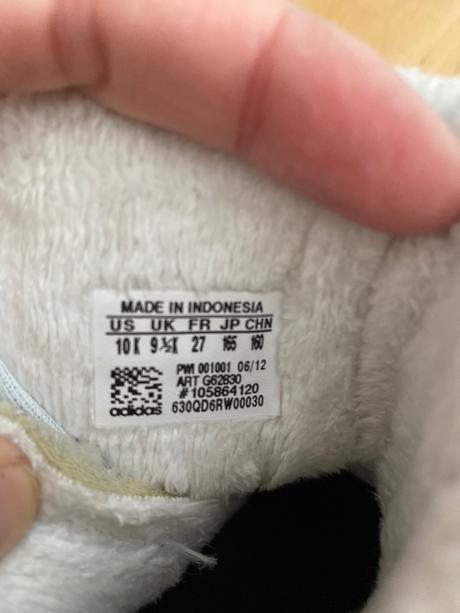 MADE IN INDONESIA
US UK FR JP CHN
10K 9½K 27 165 160
PWI 001001 06/12
ART G62830
#105864120
adidas 630QD6RW00030